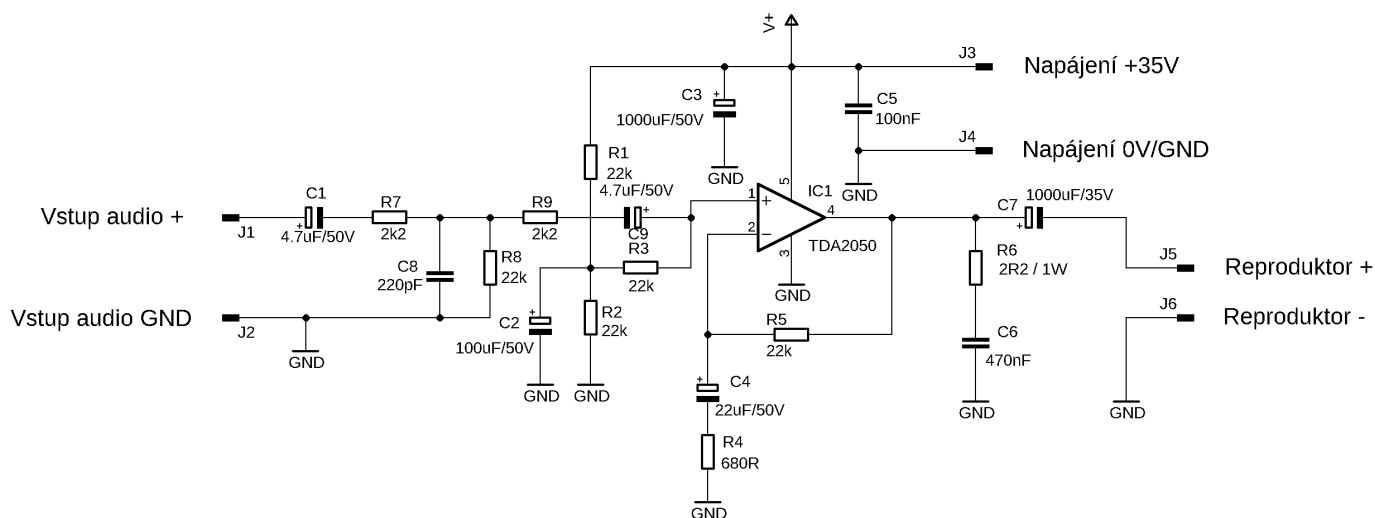 V+
J3
Napájení +35V
C3
1000uF/50V
C5
100nF
J4
Napájení 0V/GND
R1
22k
GND
GND
4.7uF/50V
C1
R7
R9
1
5
IC1
1000uF/35V
Vstup audio +
J1
4.7uF/50V
2k2
2k2
C9
4
C7
2
TDA2050
R3
3
R6
2R2 / 1W
J5
Reproduktor +
C8
220pF
R8
22k
22k
GND
Vstup audio GND
J2
C2
100uF/50V
R2
22k
R5
22k
J6
Reproduktor -
C6
470nF
GND
C4
22uF/50V
GND
GND
GND
GND
R4
680R
GND